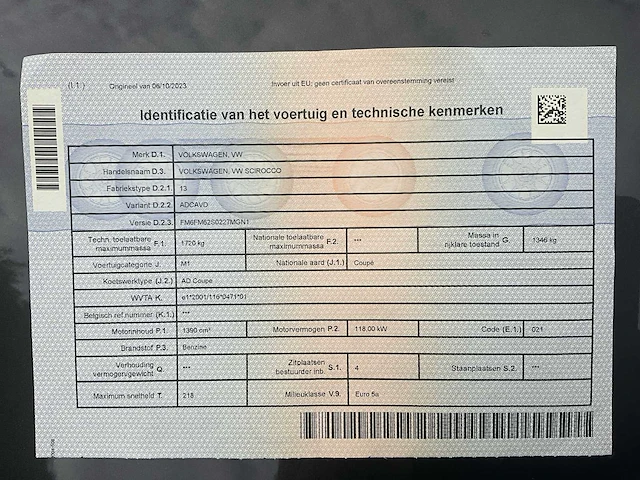 (I.1.) Origineel van 06/10/2023 Invoer uit EU: geen certificaat van overeenstemming vereist
Identificatie van het voertuig en technische kenmerken
Merk D.1. VOLKSWAGEN, VW
Handelsnaam D.3. VOLKSWAGEN, VW SCIROCCO
Fabriekstype D.2.1. 13
Variant D.2.2. ADCAVD
Versie D.2.3. FM6FM62S0227MGN1
Techn. toelaatbare maximummassa F.1. 1720 kg Nationale toelaatbare maximummassa F.2. *** Massa in rijklare toestand G. 1346 kg
Voertuigcategorie J. M1 Nationale aard (J.1.) Coupé
Koetswerktype (J.2.) AD Coupe
WVTA K. e1*2001/116*0471*01
Belgisch ref.nummer (K.1.) ***
Motorinhoud P.1. 1390 cm³ Motorvermogen P.2. 118.00 kW Code (E.1.) 021
Brandstof P.3. Benzine
Verhouding vermogen/gewicht Q. *** Zitplaatsen bestuurder inb. S.1. 4 Staanplaatsen S.2. ***
Maximum snelheid T. 218 Milieuklasse V.9. Euro 5a